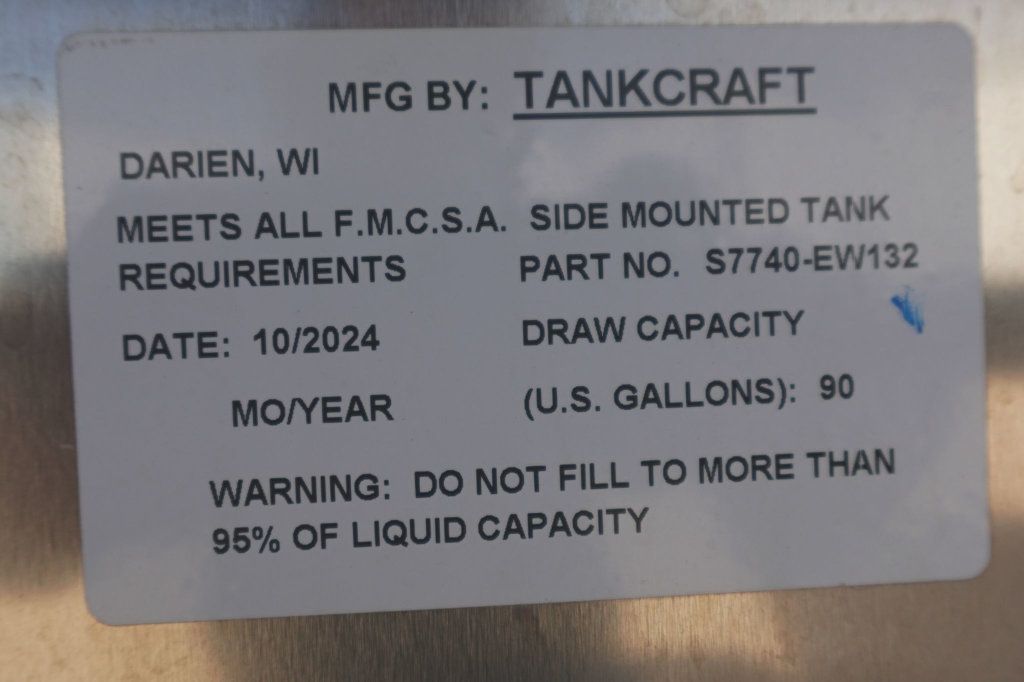 MFG BY: TANKCRAFT
DARIEN, WI
MEETS ALL F.M.C.S.A. SIDE MOUNTED TANK
REQUIREMENTS PART NO. S7740-EW132
DATE: 10/2024 DRAW CAPACITY
MO/YEAR (U.S. GALLONS): 90
WARNING: DO NOT FILL TO MORE THAN
95% OF LIQUID CAPACITY